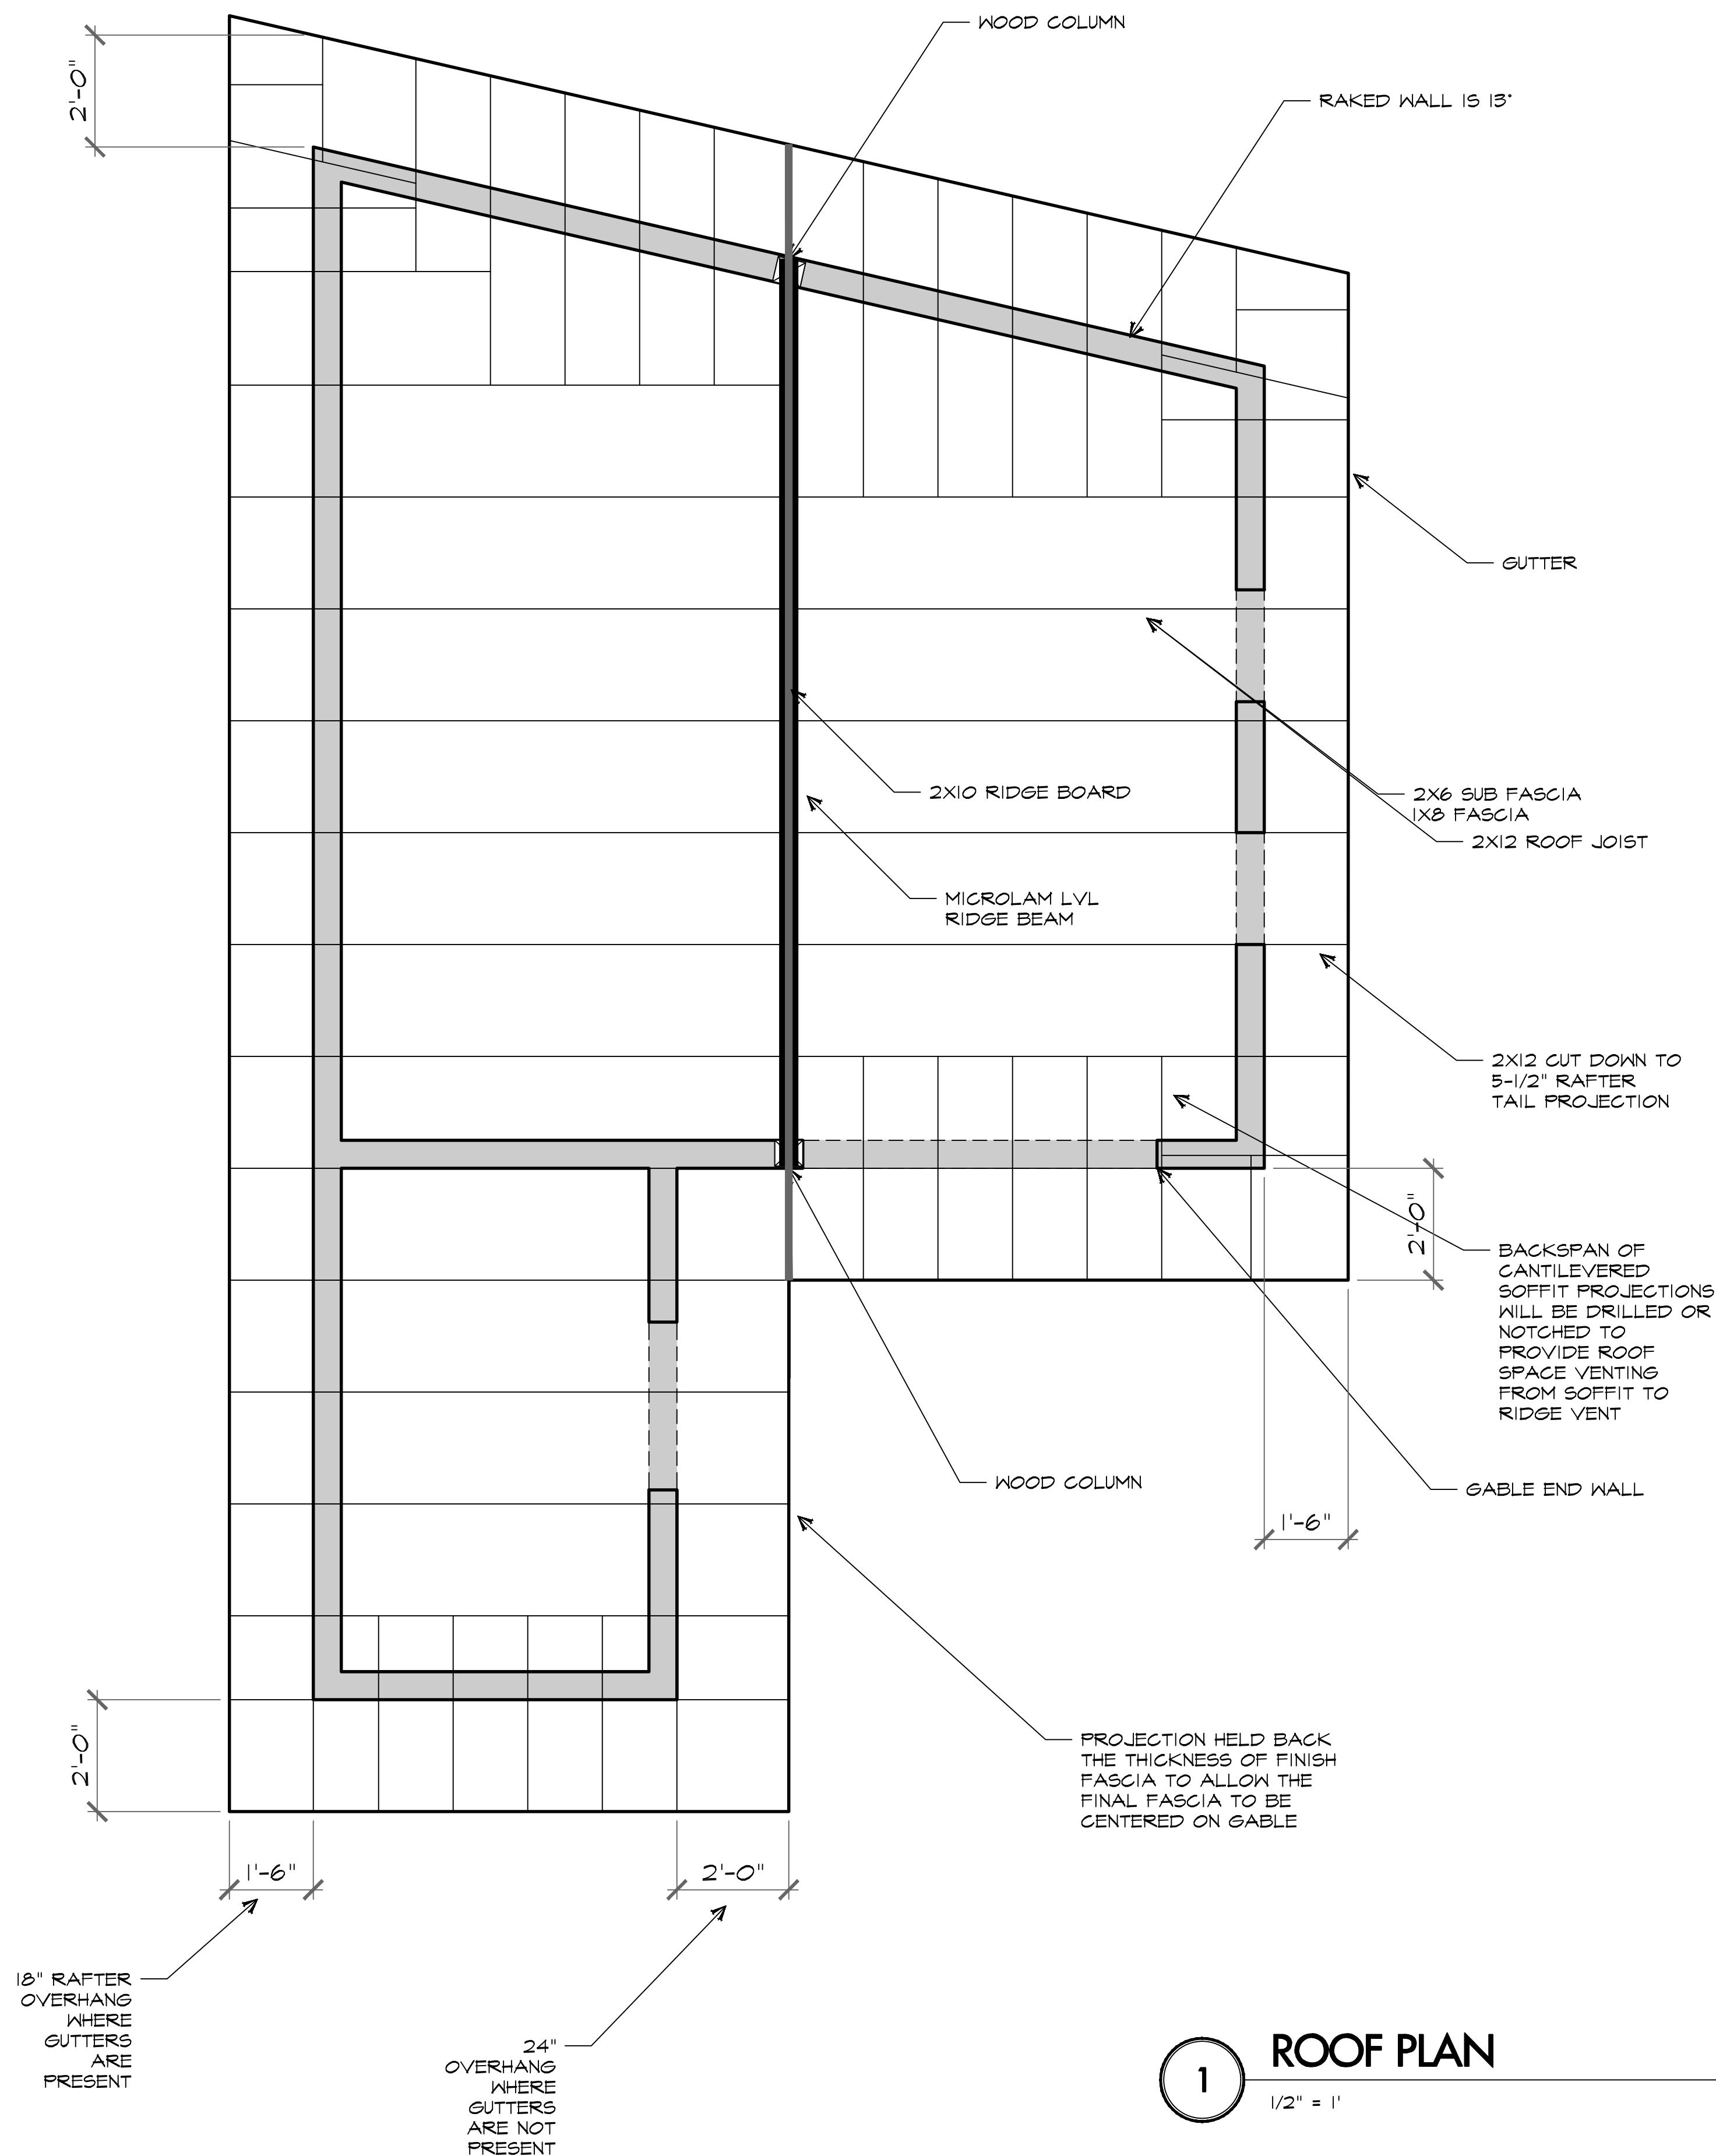 WOOD COLUMN
2'-0"
RAKED WALL IS 13°
GUTTER
2X10 RIDGE BOARD
2X6 SUB FASCIA
1X8 FASCIA
2X12 ROOF JOIST
MICROLAM LVL
RIDGE BEAM
2X12 CUT DOWN TO
5-1/2" RAFTER
TAIL PROJECTION
2'-0"
BACKSPAN OF
CANTILEVERED
SOFFIT PROJECTIONS
WILL BE DRILLED OR
NOTCHED TO
PROVIDE ROOF
SPACE VENTING
FROM SOFFIT TO
RIDGE VENT
WOOD COLUMN
GABLE END WALL
1'-6"
2'-0"
PROJECTION HELD BACK
THE THICKNESS OF FINISH
FASCIA TO ALLOW THE
FINAL FASCIA TO BE
CENTERED ON GABLE
1'-6"
2'-0"
18" RAFTER
OVERHANG
WHERE
GUTTERS
ARE
PRESENT
24"
OVERHANG
WHERE
GUTTERS
ARE NOT
PRESENT
1
ROOF PLAN
1/2" = 1'